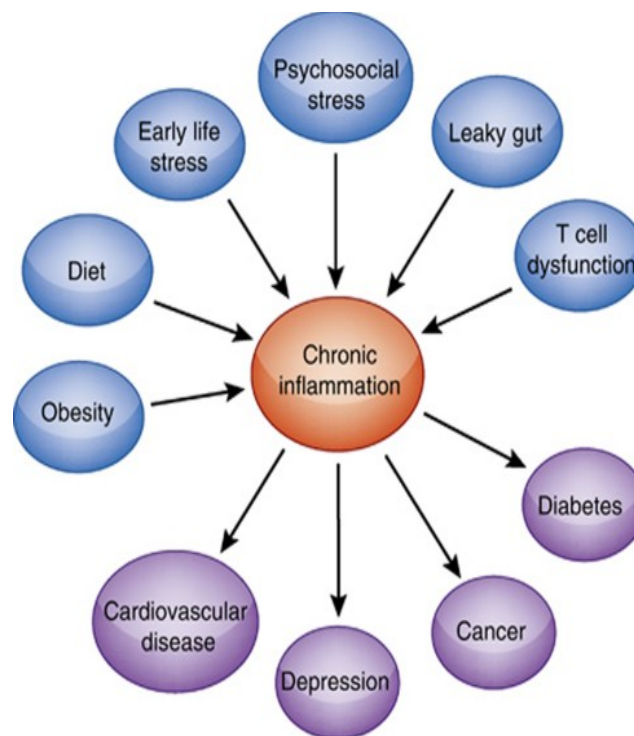 Psychosocial
stress
Early life
stress
Leaky gut
Diet
T cell
dysfunction
Obesity
Chronic
inflammation
Diabetes
Cardiovascular
disease
Cancer
Depression